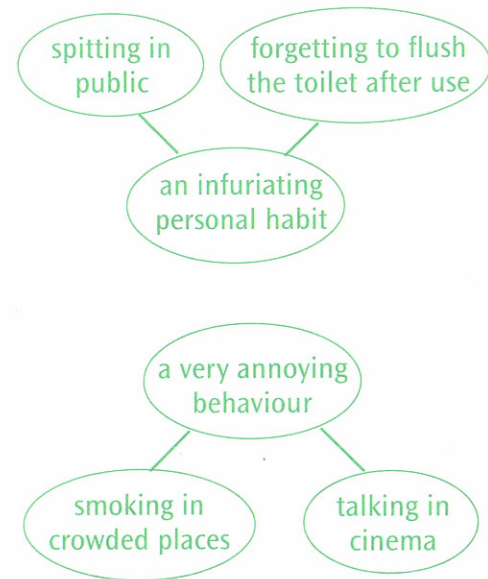 spitting in
public
forgetting to flush
the toilet after use
an infuriating
personal habit
a very annoying
behaviour
smoking in
crowded places
talking in
cinema